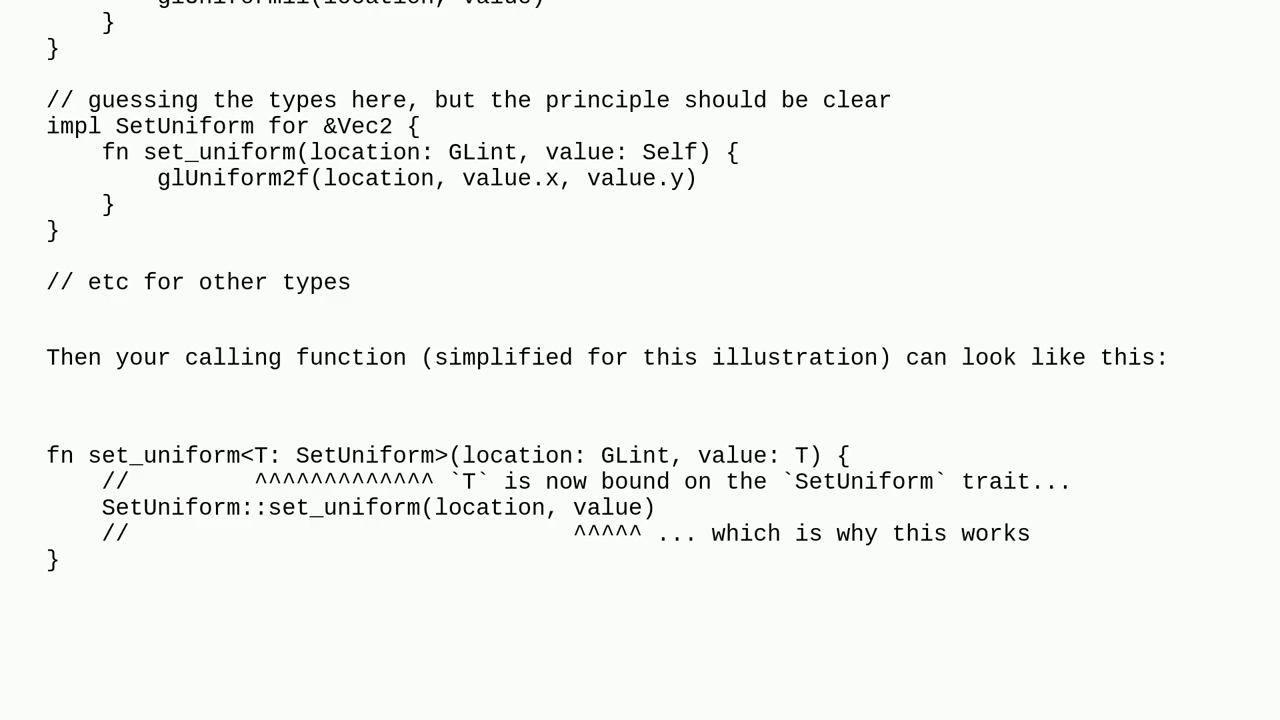 glUniform1i(location, value)
    }
}
// guessing the types here, but the principle should be clear
impl SetUniform for &Vec2 {
    fn set_uniform(location: GLint, value: Self) {
        glUniform2f(location, value.x, value.y)
    }
}
// etc for other types
Then your calling function (simplified for this illustration) can look like this:
fn set_uniform<T: SetUniform>(location: GLint, value: T) {
    //         ^^^^^^^^^^^^^ `T` is now bound on the `SetUniform` trait...
    SetUniform::set_uniform(location, value)
    //                                ^^^^^ ... which is why this works
}